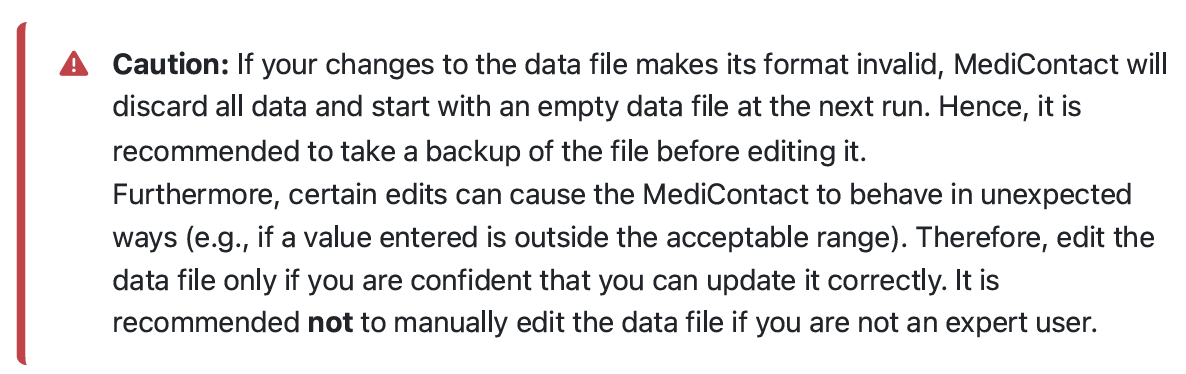 Caution: If your changes to the data file makes its format invalid, MediContact will
discard all data and start with an empty data file at the next run. Hence, it is
recommended to take a backup of the file before editing it.
Furthermore, certain edits can cause the MediContact to behave in unexpected
ways (e.g., if a value entered is outside the acceptable range). Therefore, edit the
data file only if you are confident that you can update it correctly. It is
recommended not to manually edit the data file if you are not an expert user.